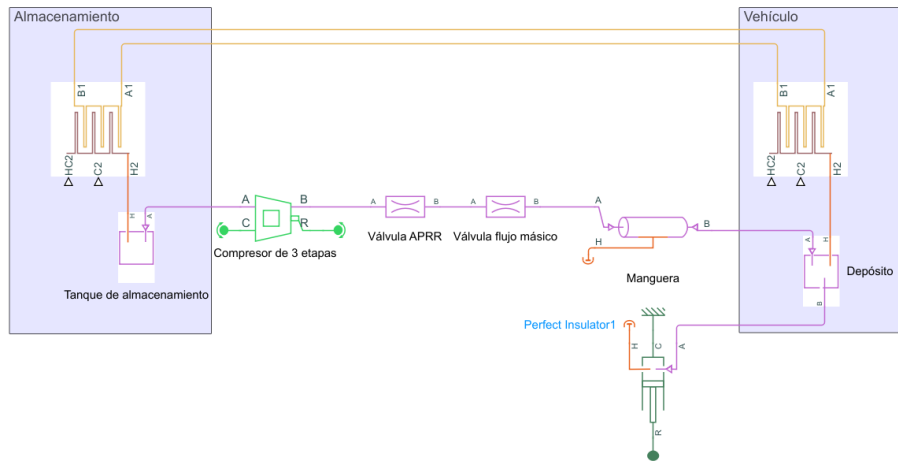 Almacenamiento
Vehículo
B1
A1
B1
A1
HC2
C2
H2
HC2
C2
H2
H
A
A
B
C
R
Compresor de 3 etapas
A
B
Válvula APRR
A
B
Válvula flujo másico
A
B
H
Manguera
A
H
B
Depósito
Tanque de almacenamiento
Perfect Insulator1
H
C
A
R